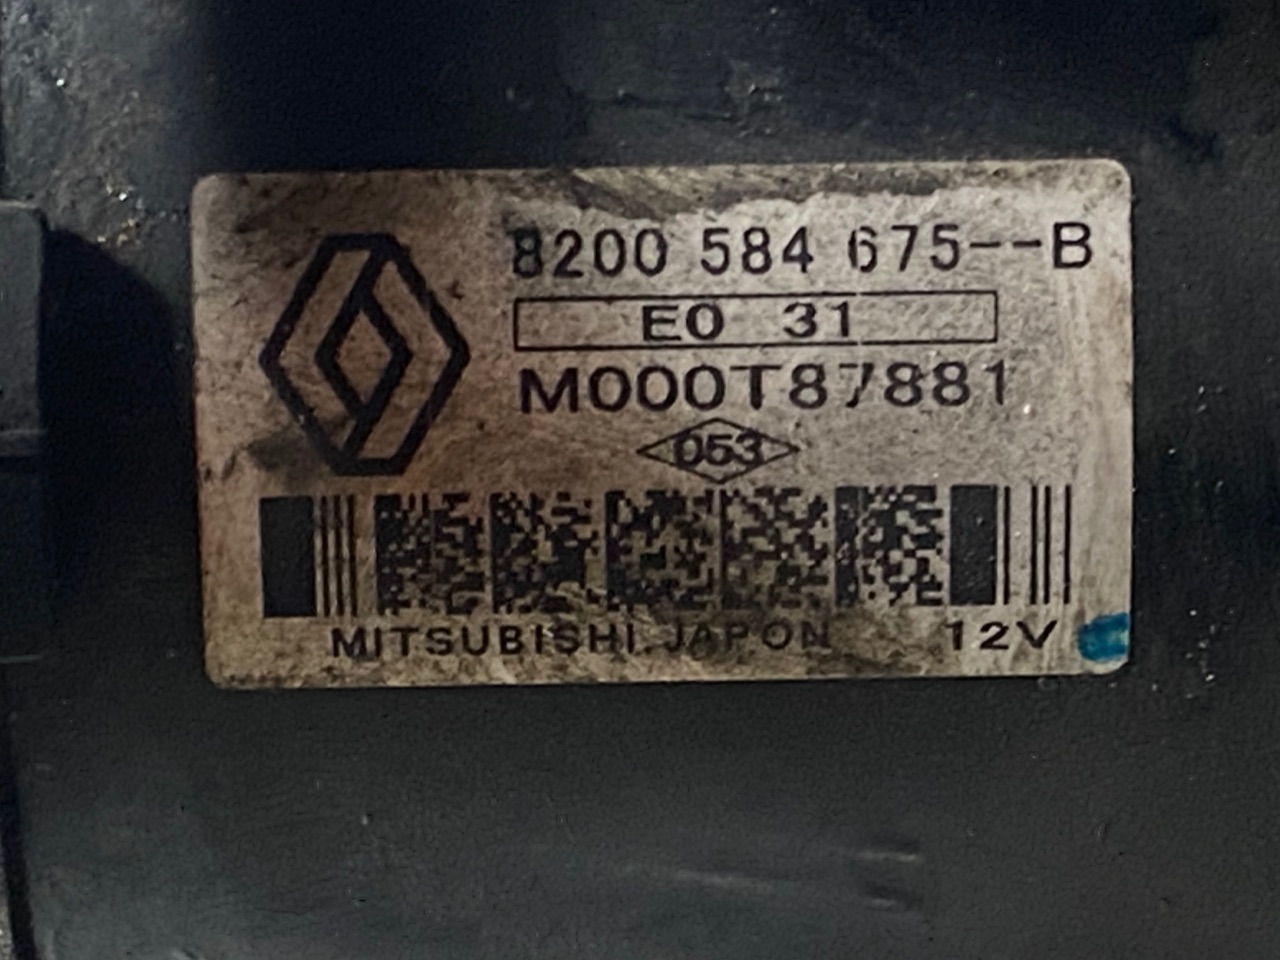 8200 584 675--B
E0 31
M000T87881
053
MITSUBISHI.JAPON 12V